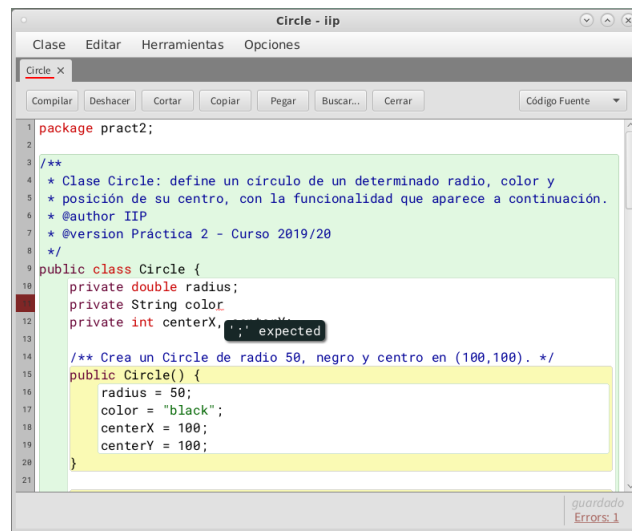 Circle - iip
Clase Editar Herramientas Opciones
Circle ×
Compilar Deshacer Cortar Copiar Pegar Buscar... Cerrar Código Fuente
1 package pract2;
2
3 /**
4 * Clase Circle: define un círculo de un determinado radio, color y
5 * posición de su centro, con la funcionalidad que aparece a continuación.
6 * @author IIP
7 * @version Práctica 2 - Curso 2019/20
8 */
9 public class Circle {
10 private double radius;
private String color
12 private int centerX,
';' expected
13
14 /** Crea un Circle de radio 50, negro y centro en (100,100). */
15 public Circle() {
16 radius = 50;
17 color = "black";
18 centerX = 100;
19 centerY = 100;
20 }
21
guardado
Errors: 1